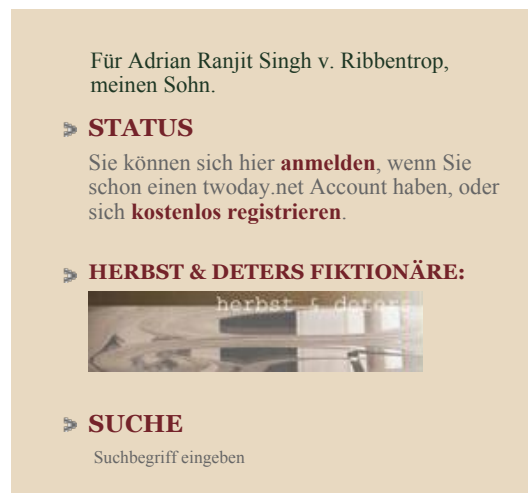 Für Adrian Ranjit Singh v. Ribbentrop,
meinen Sohn.
STATUS
Sie können sich hier anmelden, wenn Sie
schon einen twoday.net Account haben, oder
sich kostenlos registrieren.
HERBST & DETERS FIKTIONÄRE:
herbst & deters
SUCHE
Suchbegriff eingeben